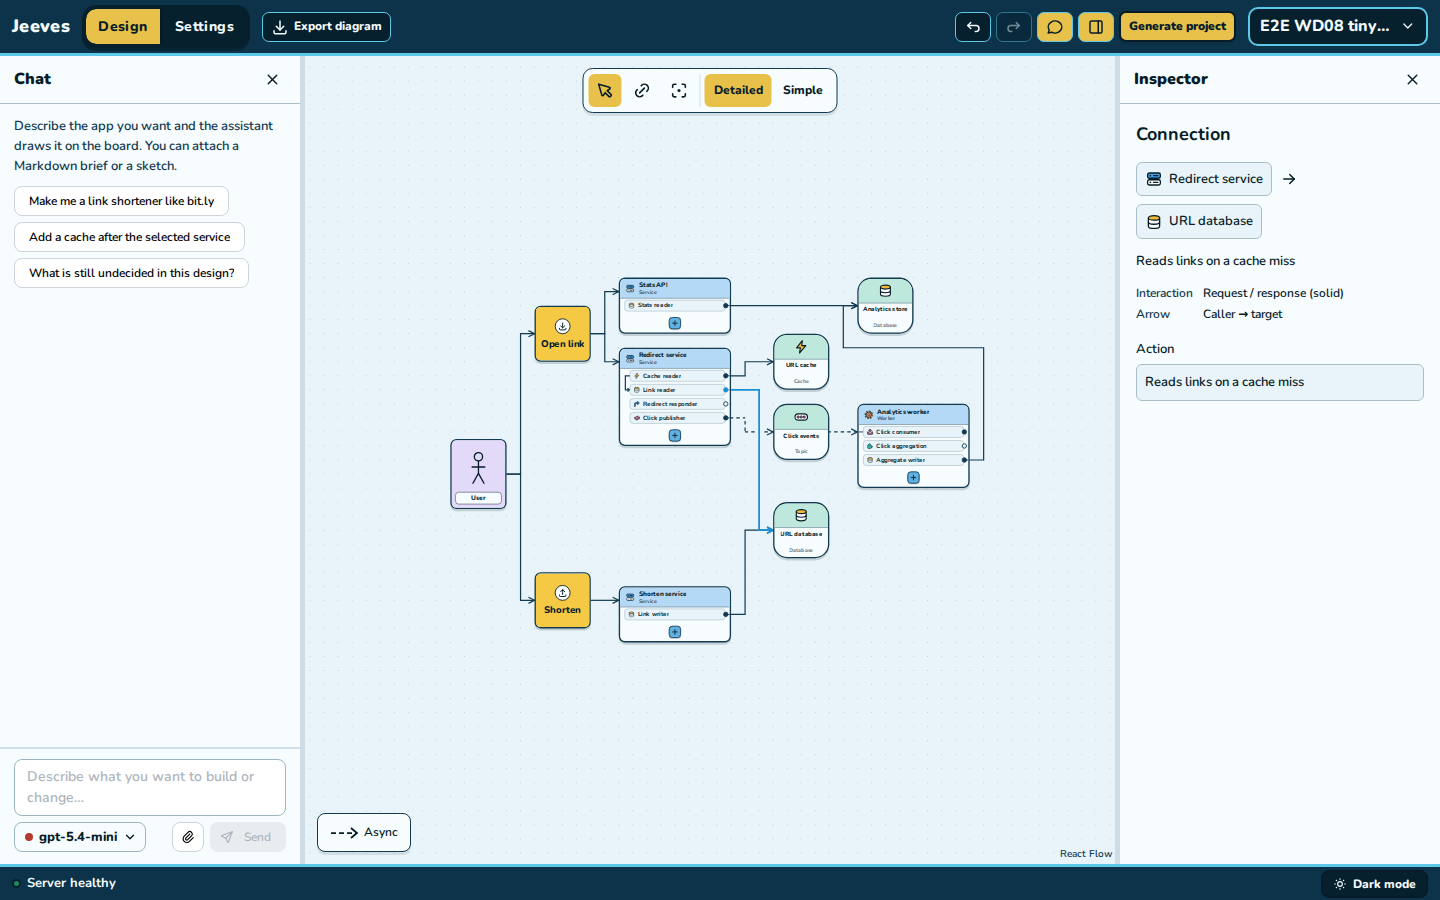 Jeeves
Design
Settings
Export diagram
Generate project
E2E WD08 tiny...
Chat
Describe the app you want and the assistant
draws it on the board. You can attach a
Markdown brief or a sketch.
Make me a link shortener like bit.ly
Add a cache after the selected service
What is still undecided in this design?
Describe what you want to build or
change...
gpt-5.4-mini
Send
Detailed
Simple
User
Open link
Shorten
Stats API
Service
Stats reader
Redirect service
Service
Cache reader
Link reader
Redirect responder
Click publisher
Shorten service
Service
Link writer
URL cache
Cache
Click events
Topic
URL database
Database
Analytics store
Database
Analytics worker
Worker
Click consumer
Click aggregation
Aggregate writer
Async
React Flow
Inspector
Connection
Redirect service →
URL database
Reads links on a cache miss
Interaction Request / response (solid)
Arrow Caller → target
Action
Reads links on a cache miss
Server healthy
Dark mode